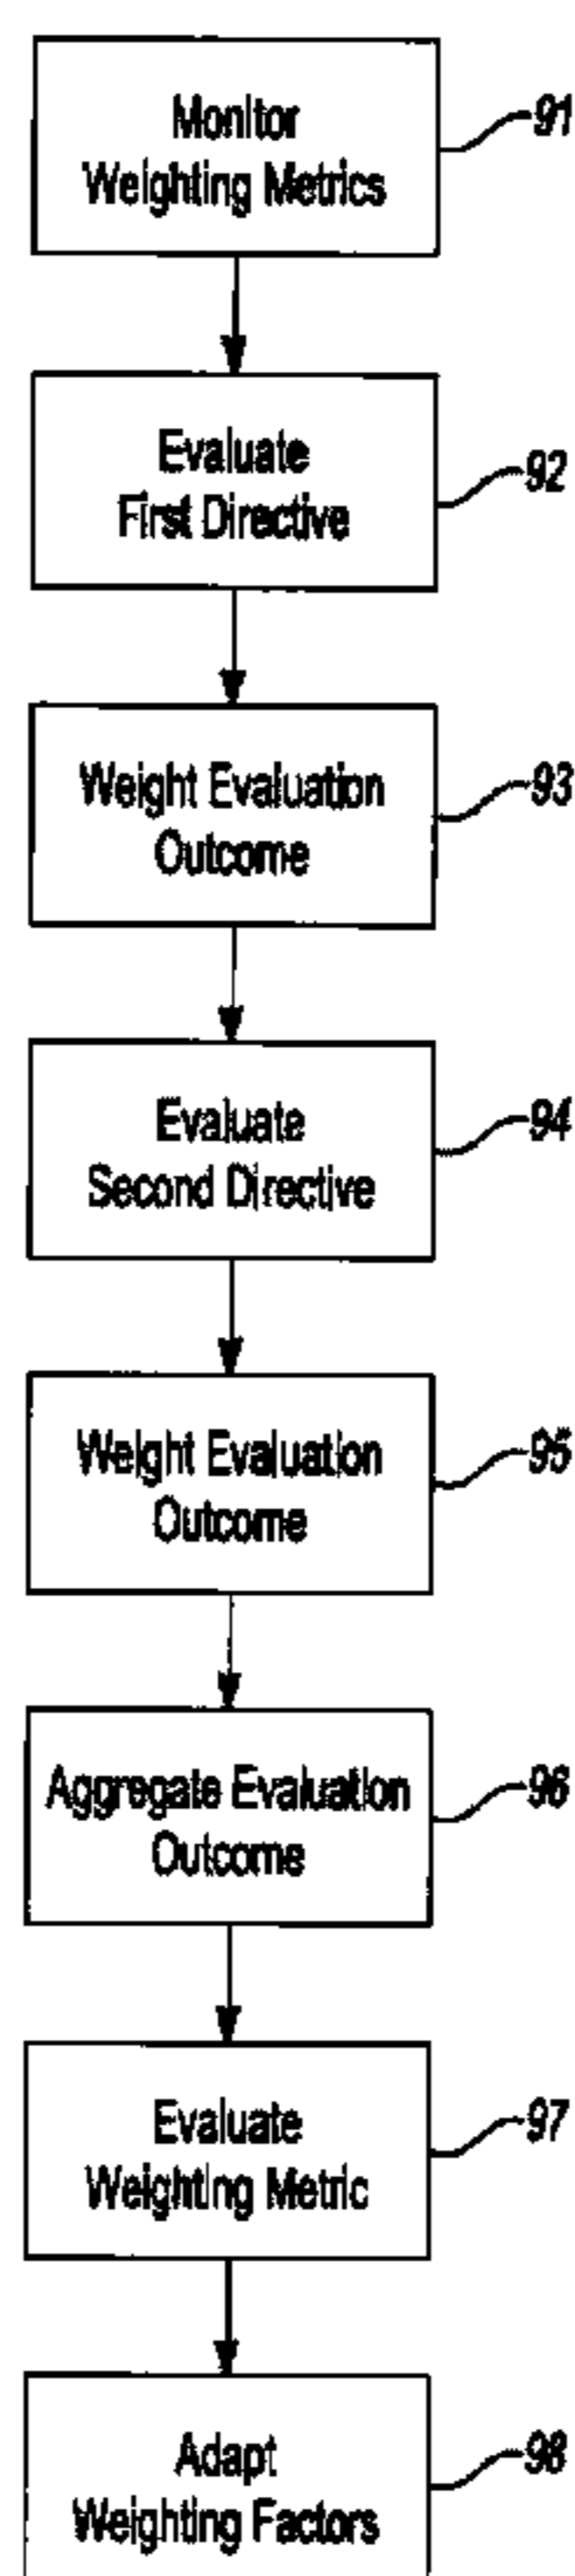 Monitor
Weighting Metrics
91
Evaluate
First Directive
92
Weight Evaluation
Outcome
93
Evaluate
Second Directive
94
Weight Evaluation
Outcome
95
Aggregate Evaluation
Outcome
96
Evaluate
Weighting Metric
97
Adapt
Weighting Factors
98